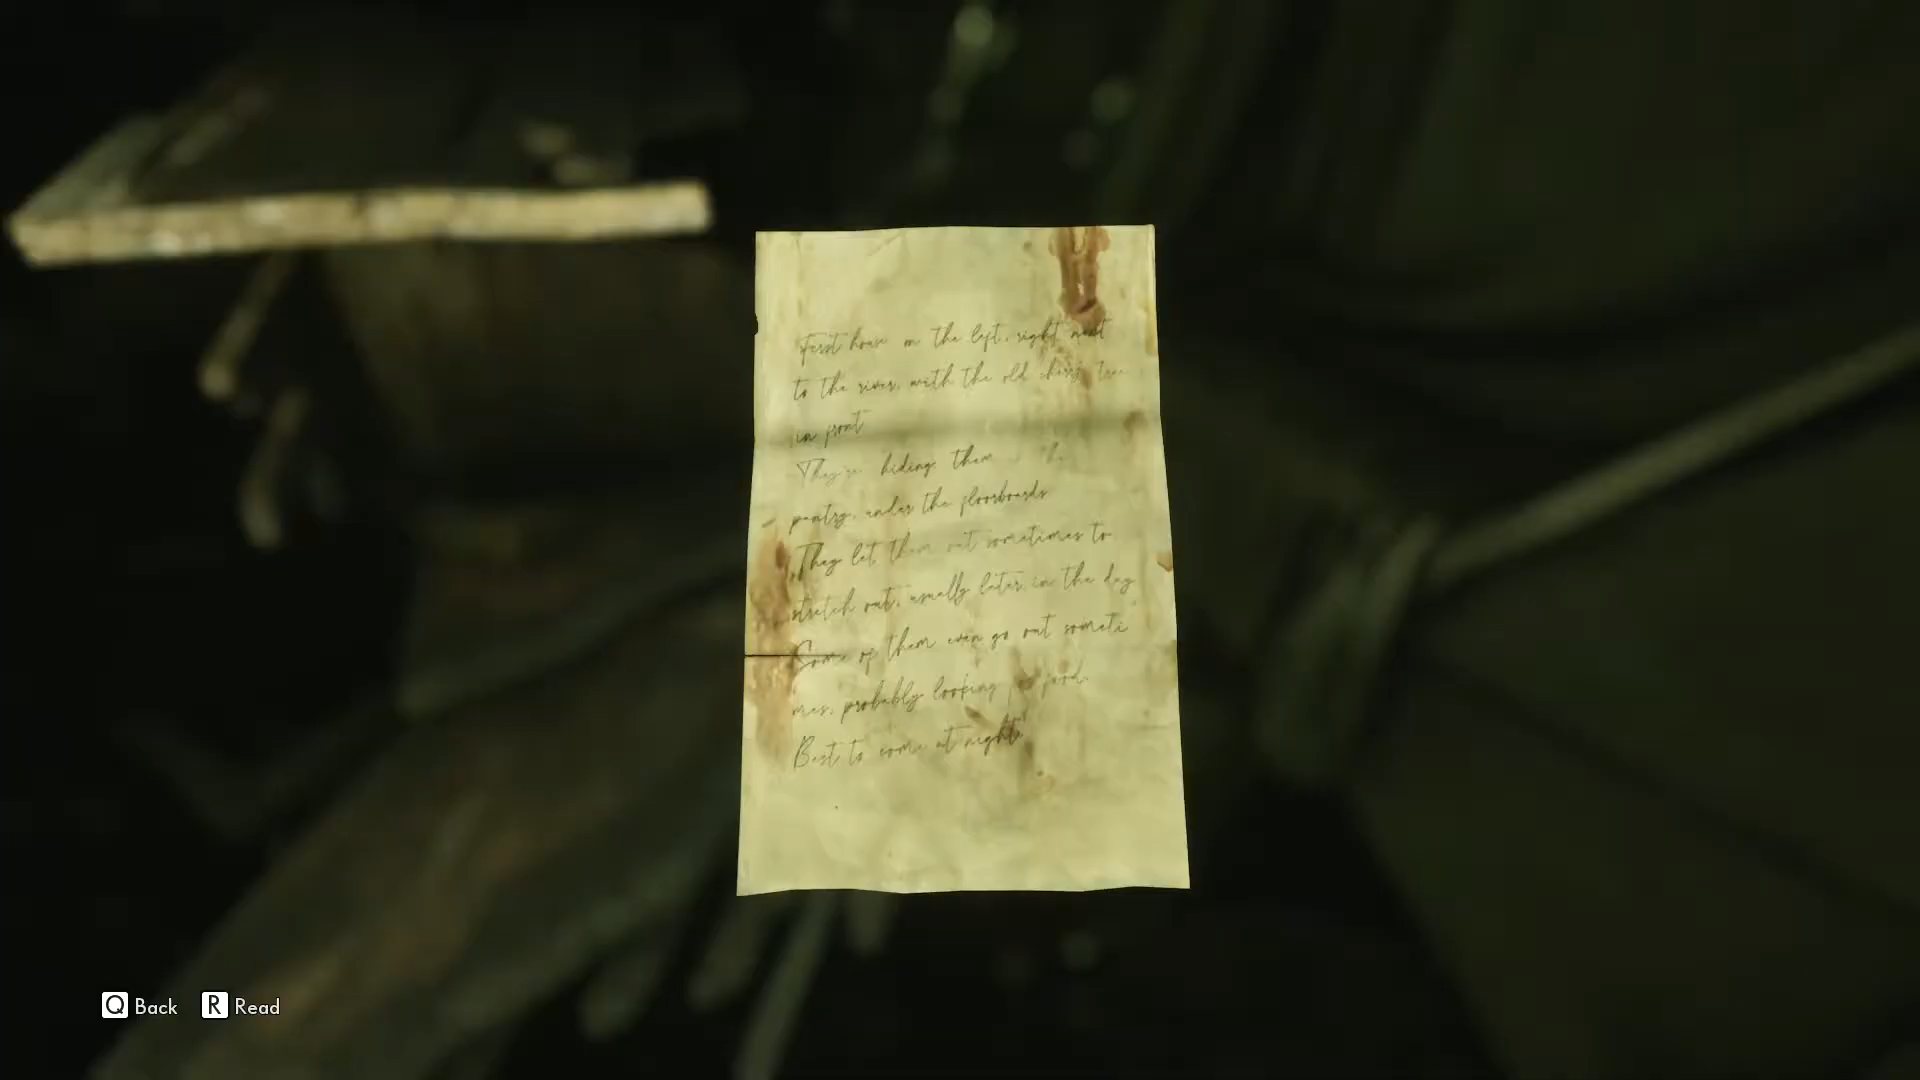 First house on the left, right next
to the river, with the old cherry tree
in front
They're hiding them the
pantry, under the floorboards
They let them out sometimes to
stretch out, usually later in the day
Some of them even go out someti
mes, probably looking for food.
Best to come at night
Q Back R Read